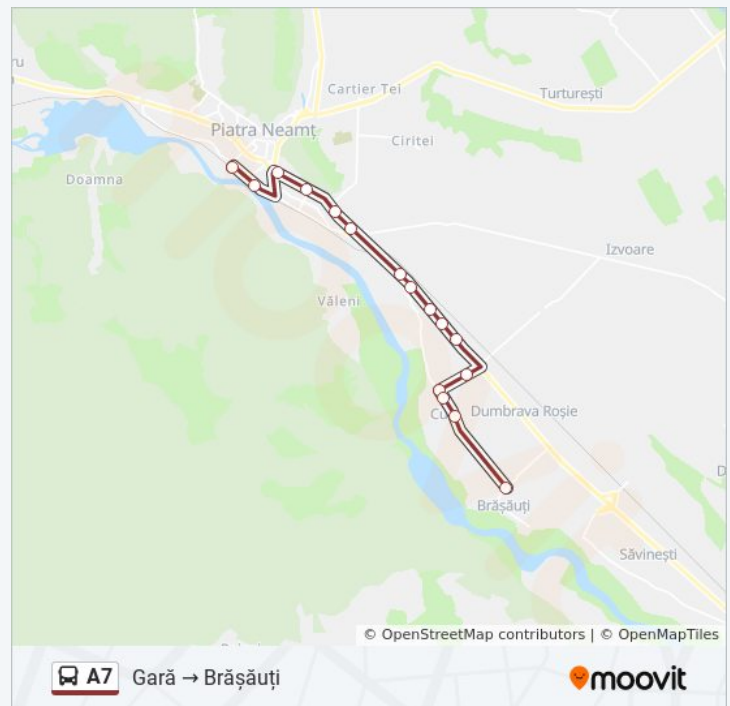 ru
Cartier Tei
Turturești
Piatra Neamț
Ciritei
Doamna
Izvoare
Văleni
Dumbrava Roșie
Brășăuți
Săvinești
© OpenStreetMap contributors | © OpenMapTiles
A7 Gară → Brășăuți
moovit